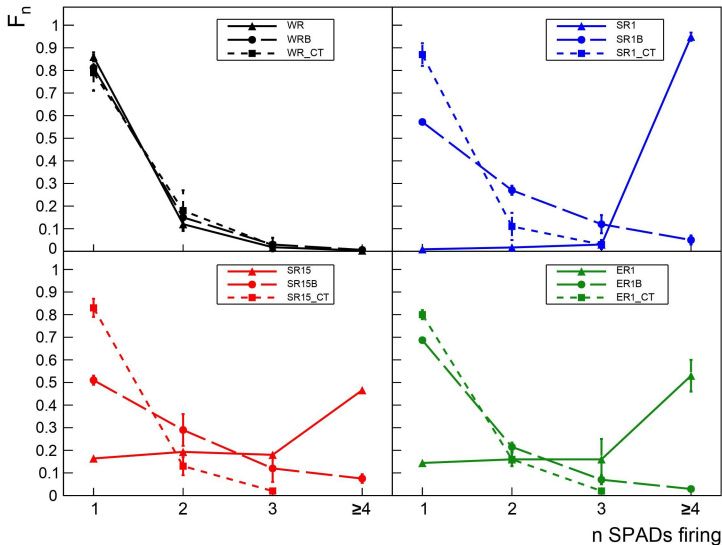 Fn
1
0.9
0.8
0.7
0.6
0.5
0.4
0.3
0.2
0.1
0
WR
WRB
WR_CT
SR1
SR1B
SR1_CT
1
0.9
0.8
0.7
0.6
0.5
0.4
0.3
0.2
0.1
0
SR15
SR15B
SR15_CT
ER1
ER1B
ER1_CT
1 2 3 ≥4 1 2 3 ≥4
n SPADs firing